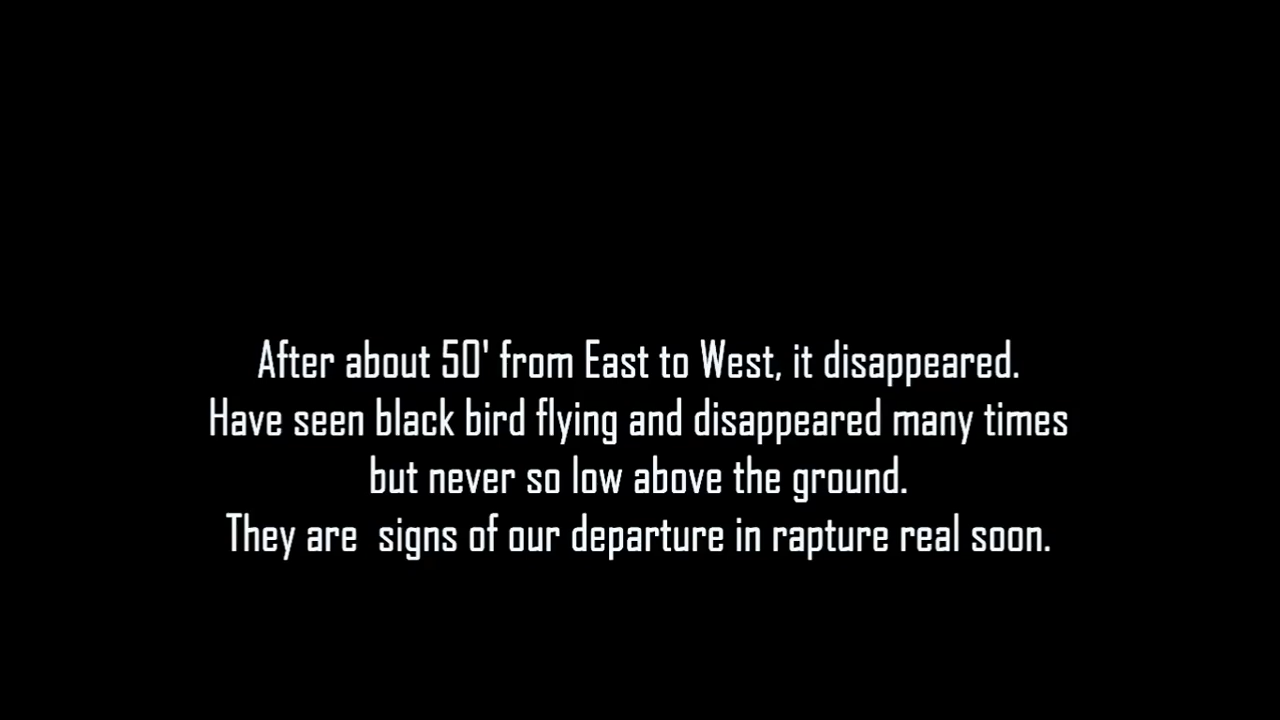 After about 50' from East to West, it disappeared.
Have seen black bird flying and disappeared many times
but never so low above the ground.
They are  signs of our departure in rapture real soon.